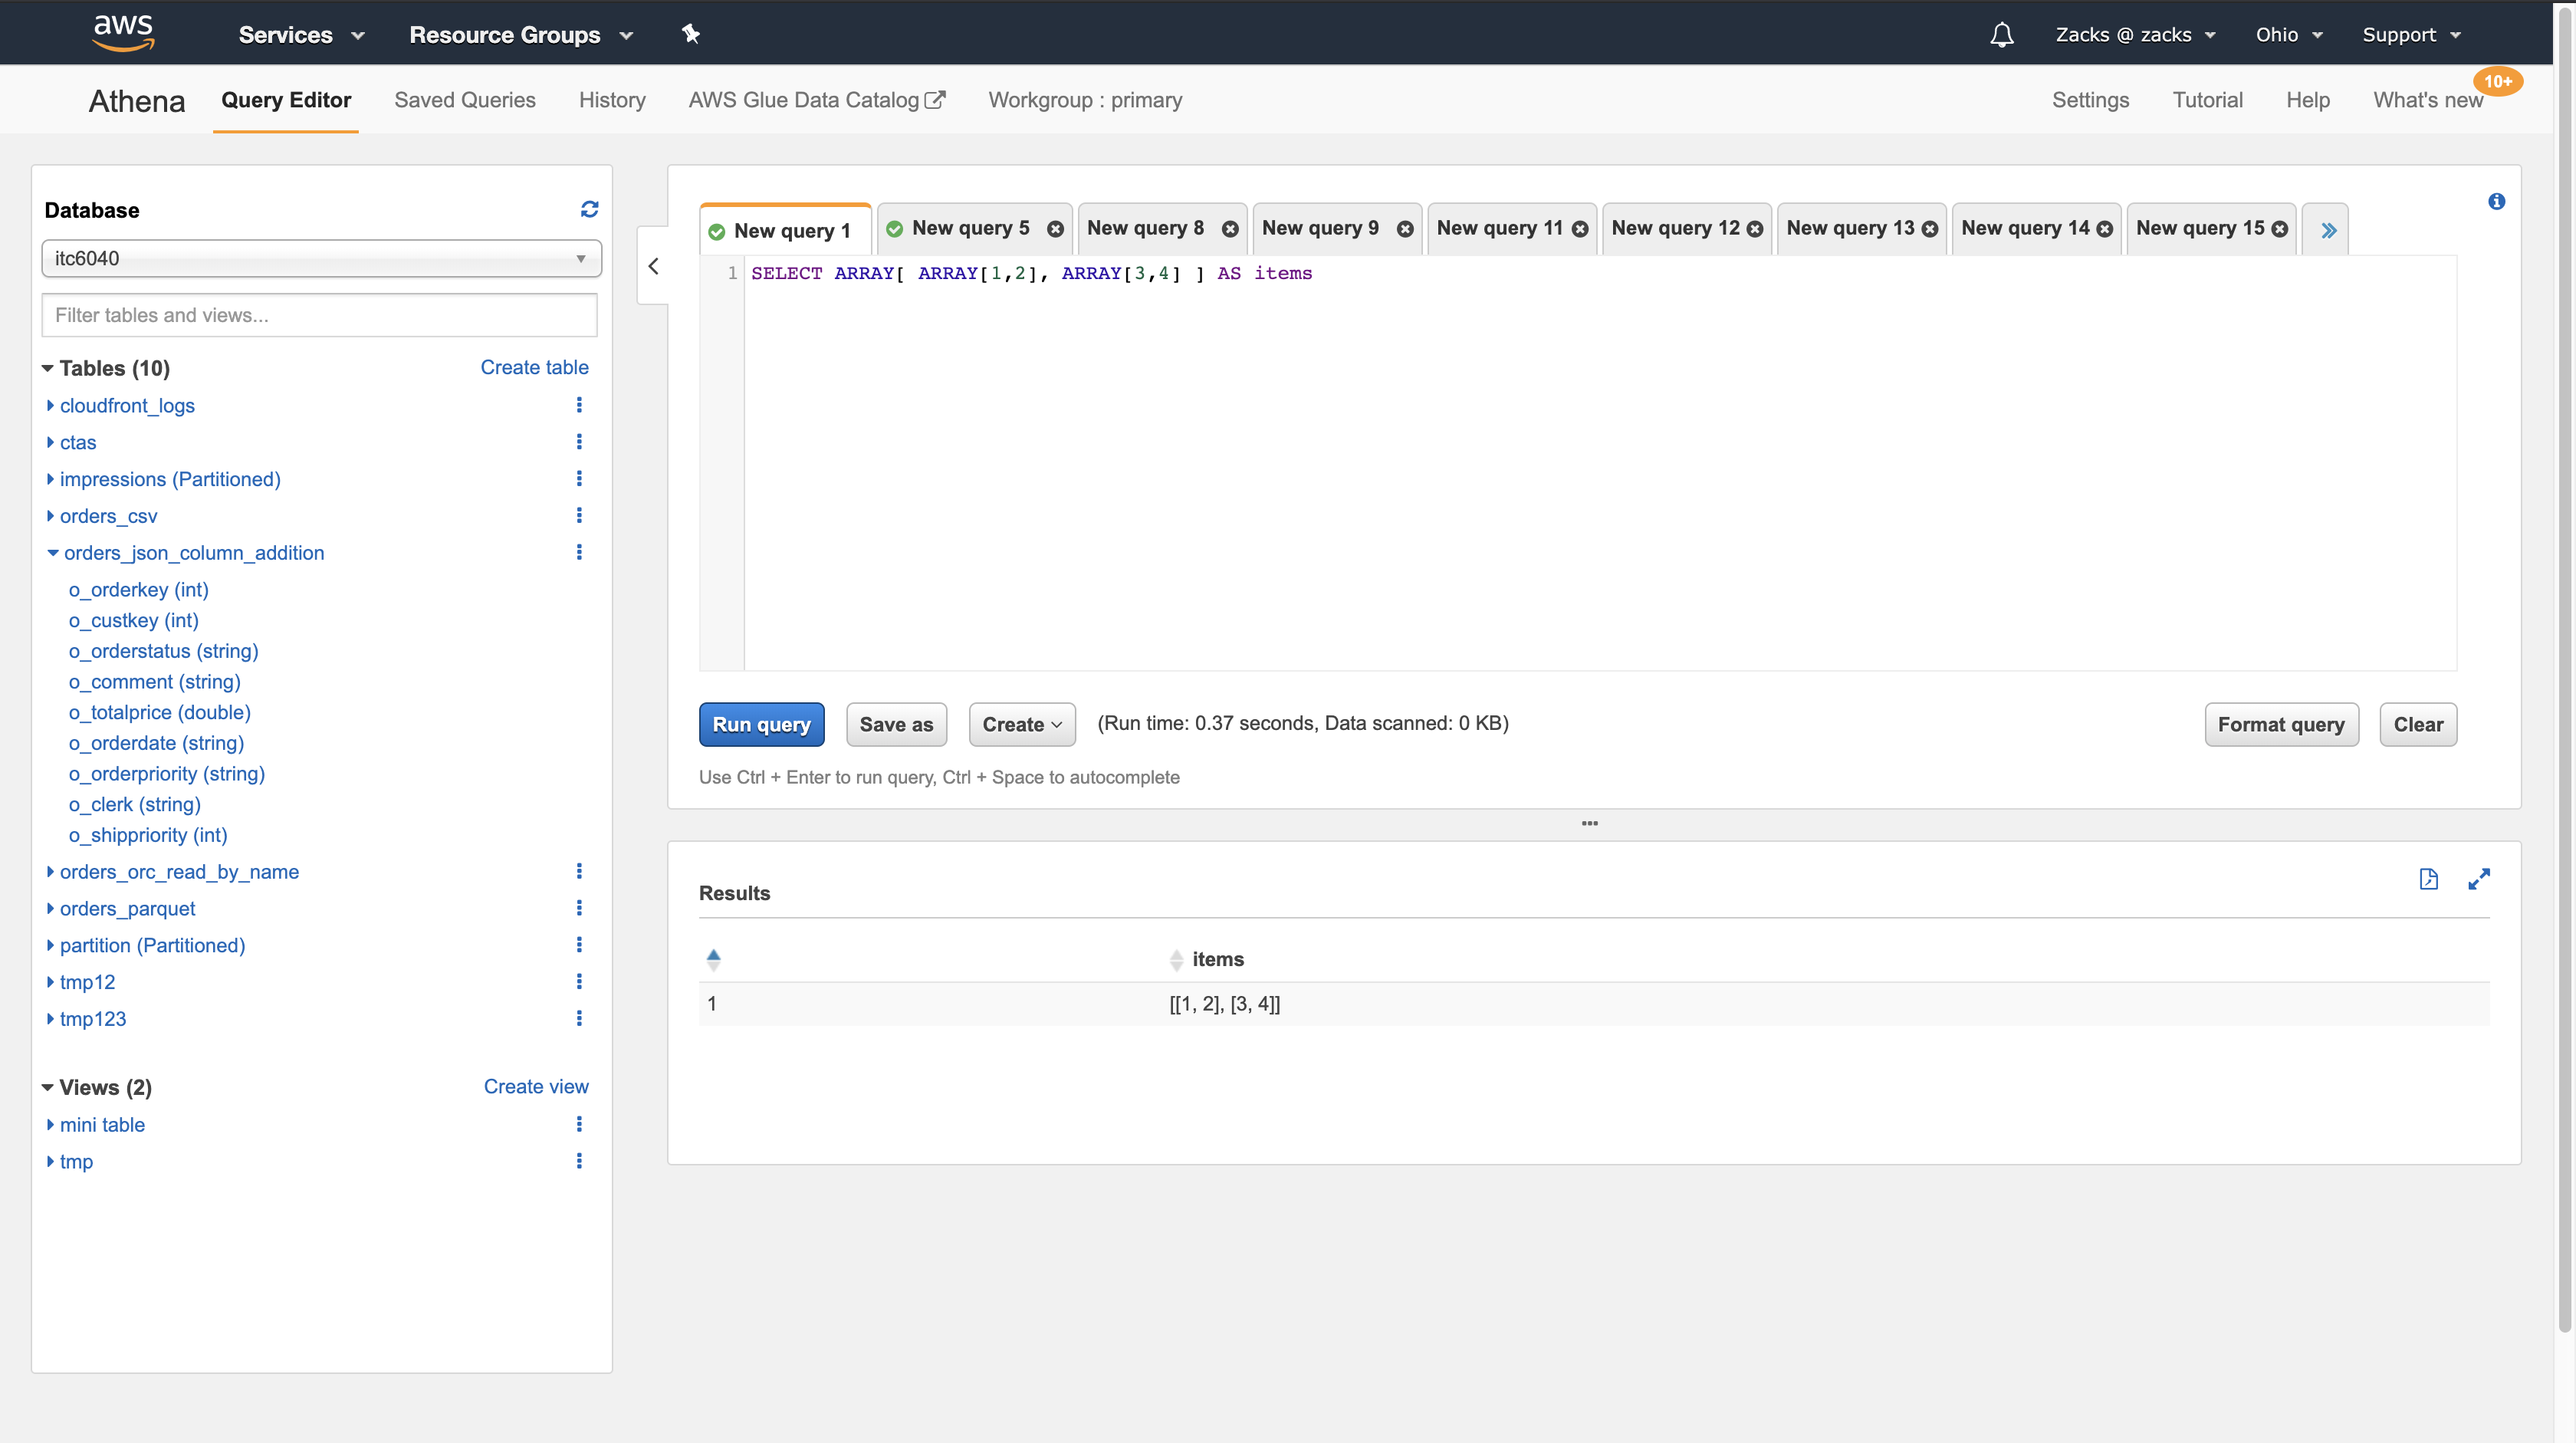 aws Services Resource Groups Zacks @ zacks Ohio Support
Athena Query Editor Saved Queries History AWS Glue Data Catalog Workgroup : primary Settings Tutorial Help What's new 10+
Database
itc6040
Filter tables and views...
Tables (10) Create table
cloudfront_logs
ctas
impressions (Partitioned)
orders_csv
orders_json_column_addition
o_orderkey (int)
o_custkey (int)
o_orderstatus (string)
o_comment (string)
o_totalprice (double)
o_orderdate (string)
o_orderpriority (string)
o_clerk (string)
o_shippriority (int)
orders_orc_read_by_name
orders_parquet
partition (Partitioned)
tmp12
tmp123
Views (2) Create view
mini table
tmp
New query 1 New query 5 New query 8 New query 9 New query 11 New query 12 New query 13 New query 14 New query 15 »
1 SELECT ARRAY[ ARRAY[1,2], ARRAY[3,4] ] AS items
Run query Save as Create (Run time: 0.37 seconds, Data scanned: 0 KB) Format query Clear
Use Ctrl + Enter to run query, Ctrl + Space to autocomplete
Results
items
1 [[1, 2], [3, 4]]